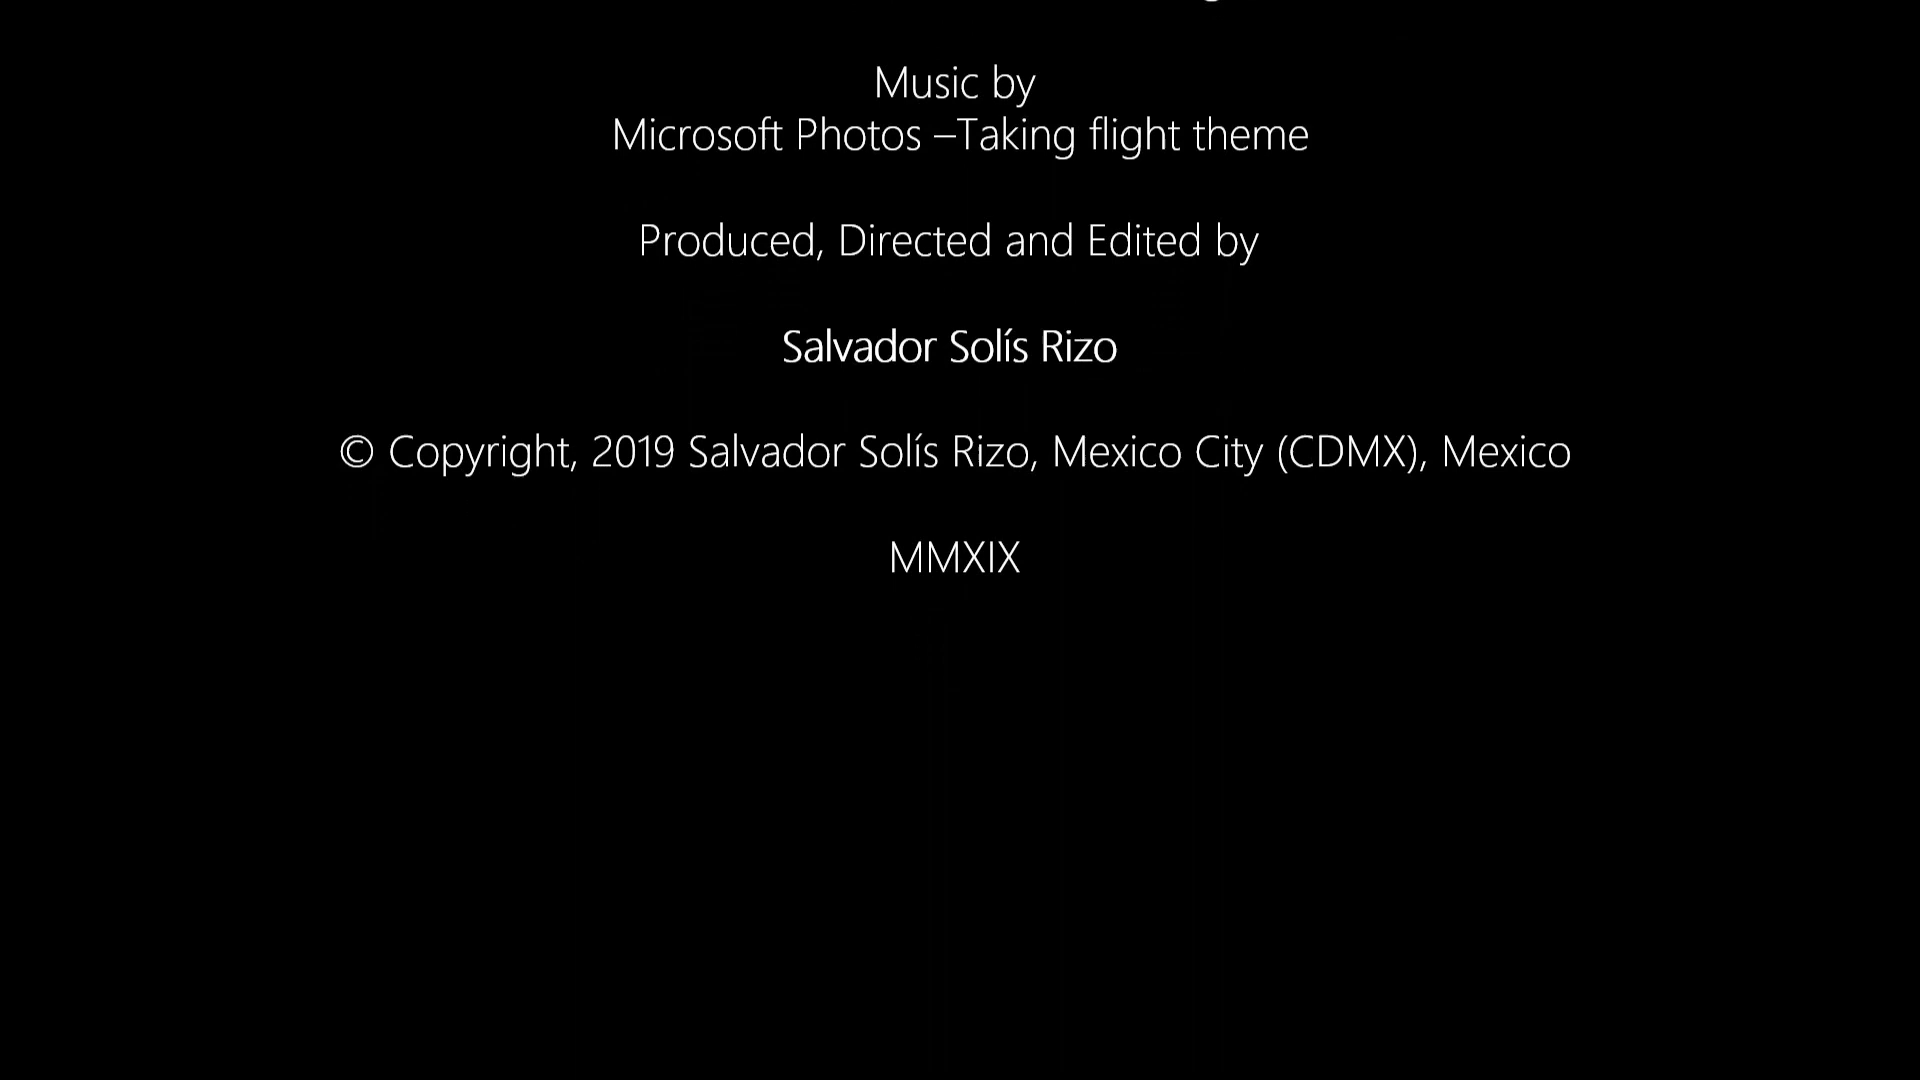 Music by
Microsoft Photos –Taking flight theme
Produced, Directed and Edited by
Salvador Solís Rizo
© Copyright, 2019 Salvador Solís Rizo, Mexico City (CDMX), Mexico
MMXIX